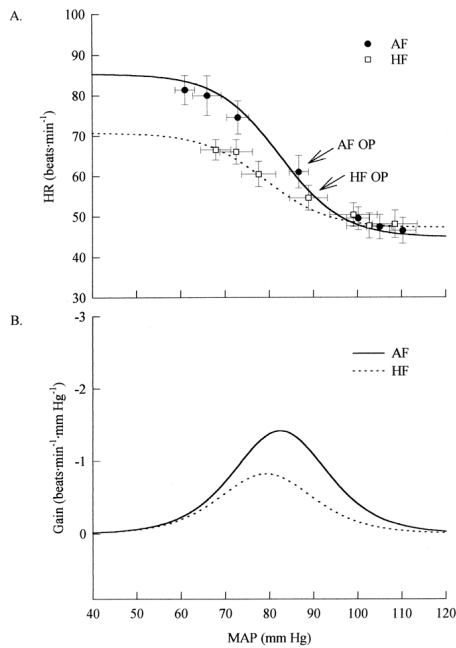 A.
100
90
80
70
60
50
40
30
HR (beats·min⁻¹)
AF
HF
AF OP
HF OP
B.
-3
-2
-1
0
Gain (beats·min⁻¹·mm Hg⁻¹)
AF
HF
40 50 60 70 80 90 100 110 120
MAP (mm Hg)